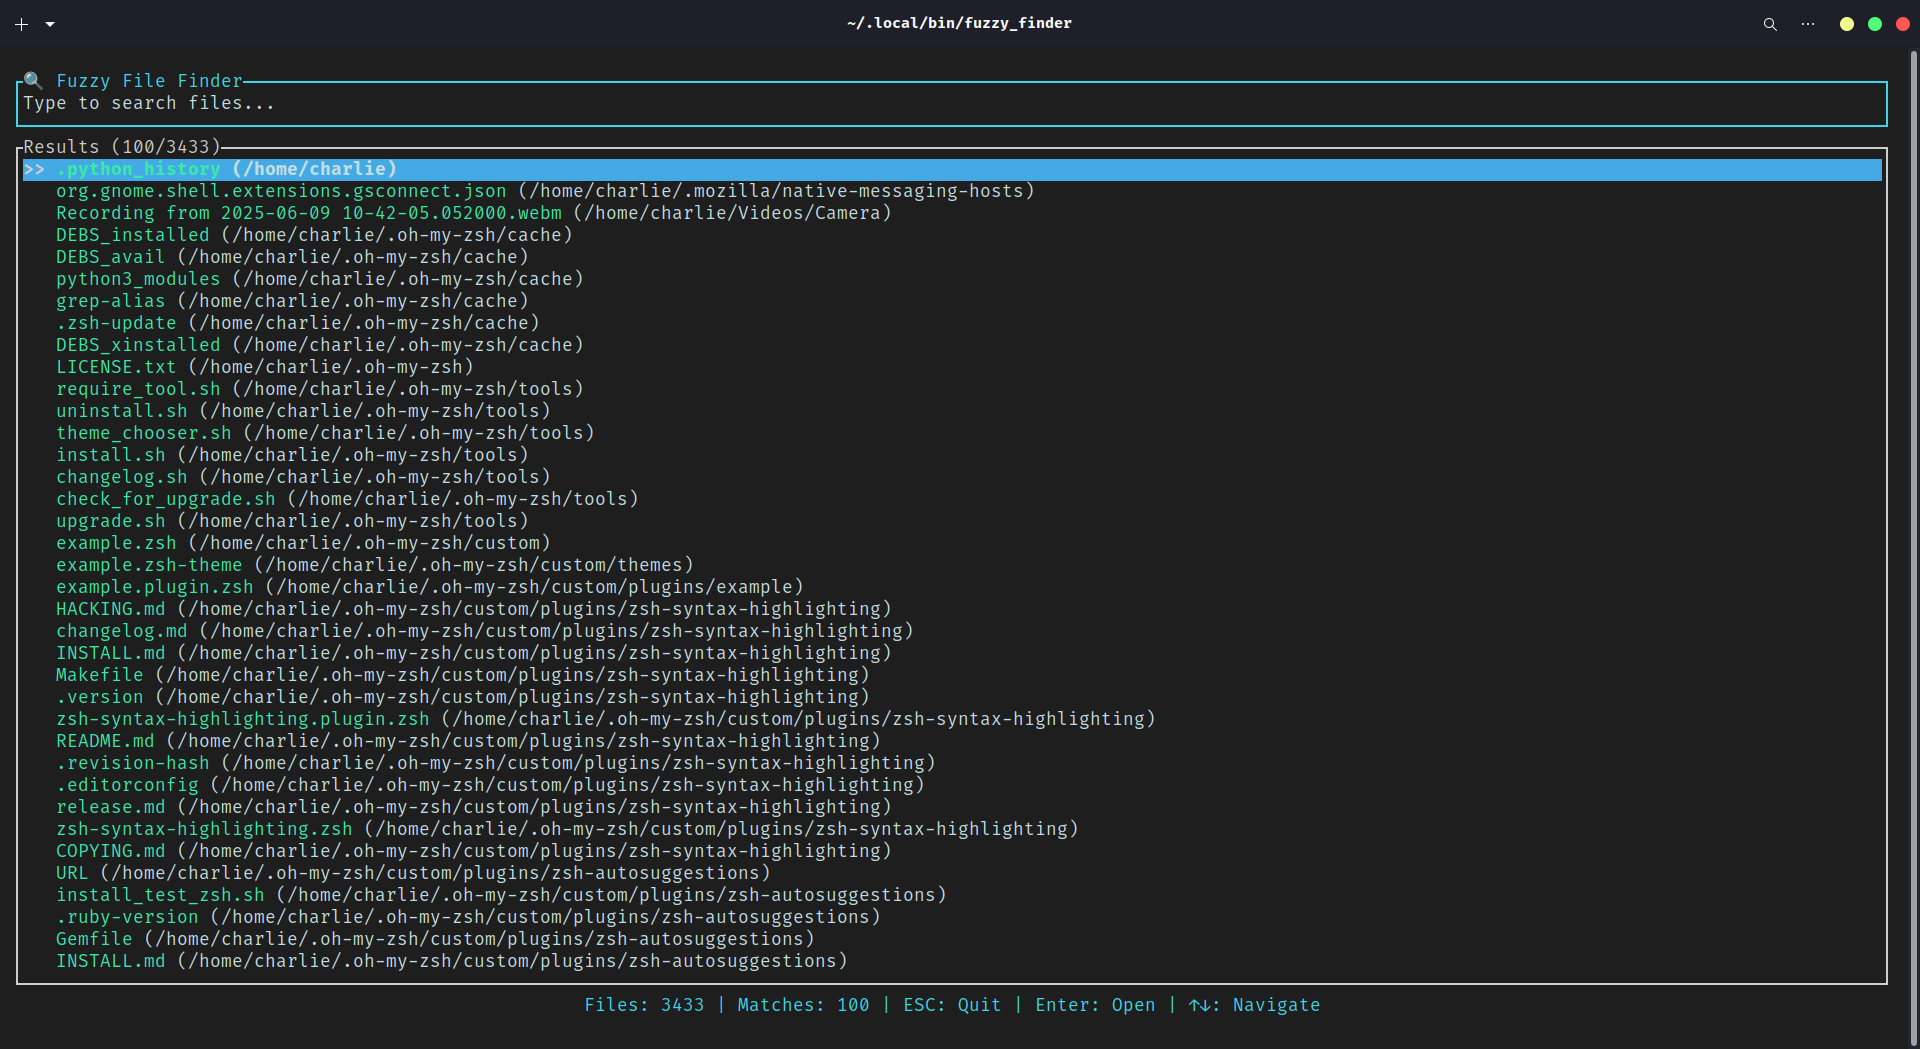 ~/.local/bin/fuzzy_finder
🔍 Fuzzy File Finder
Type to search files...
Results (100/3433)
>> .python_history (/home/charlie)
org.gnome.shell.extensions.gsconnect.json (/home/charlie/.mozilla/native-messaging-hosts)
Recording from 2025-06-09 10-42-05.052000.webm (/home/charlie/Videos/Camera)
DEBS_installed (/home/charlie/.oh-my-zsh/cache)
DEBS_avail (/home/charlie/.oh-my-zsh/cache)
python3_modules (/home/charlie/.oh-my-zsh/cache)
grep-alias (/home/charlie/.oh-my-zsh/cache)
.zsh-update (/home/charlie/.oh-my-zsh/cache)
DEBS_xinstalled (/home/charlie/.oh-my-zsh/cache)
LICENSE.txt (/home/charlie/.oh-my-zsh)
require_tool.sh (/home/charlie/.oh-my-zsh/tools)
uninstall.sh (/home/charlie/.oh-my-zsh/tools)
theme_chooser.sh (/home/charlie/.oh-my-zsh/tools)
install.sh (/home/charlie/.oh-my-zsh/tools)
changelog.sh (/home/charlie/.oh-my-zsh/tools)
check_for_upgrade.sh (/home/charlie/.oh-my-zsh/tools)
upgrade.sh (/home/charlie/.oh-my-zsh/tools)
example.zsh (/home/charlie/.oh-my-zsh/custom)
example.zsh-theme (/home/charlie/.oh-my-zsh/custom/themes)
example.plugin.zsh (/home/charlie/.oh-my-zsh/custom/plugins/example)
HACKING.md (/home/charlie/.oh-my-zsh/custom/plugins/zsh-syntax-highlighting)
changelog.md (/home/charlie/.oh-my-zsh/custom/plugins/zsh-syntax-highlighting)
INSTALL.md (/home/charlie/.oh-my-zsh/custom/plugins/zsh-syntax-highlighting)
Makefile (/home/charlie/.oh-my-zsh/custom/plugins/zsh-syntax-highlighting)
.version (/home/charlie/.oh-my-zsh/custom/plugins/zsh-syntax-highlighting)
zsh-syntax-highlighting.plugin.zsh (/home/charlie/.oh-my-zsh/custom/plugins/zsh-syntax-highlighting)
README.md (/home/charlie/.oh-my-zsh/custom/plugins/zsh-syntax-highlighting)
.revision-hash (/home/charlie/.oh-my-zsh/custom/plugins/zsh-syntax-highlighting)
.editorconfig (/home/charlie/.oh-my-zsh/custom/plugins/zsh-syntax-highlighting)
release.md (/home/charlie/.oh-my-zsh/custom/plugins/zsh-syntax-highlighting)
zsh-syntax-highlighting.zsh (/home/charlie/.oh-my-zsh/custom/plugins/zsh-syntax-highlighting)
COPYING.md (/home/charlie/.oh-my-zsh/custom/plugins/zsh-syntax-highlighting)
URL (/home/charlie/.oh-my-zsh/custom/plugins/zsh-autosuggestions)
install_test_zsh.sh (/home/charlie/.oh-my-zsh/custom/plugins/zsh-autosuggestions)
.ruby-version (/home/charlie/.oh-my-zsh/custom/plugins/zsh-autosuggestions)
Gemfile (/home/charlie/.oh-my-zsh/custom/plugins/zsh-autosuggestions)
INSTALL.md (/home/charlie/.oh-my-zsh/custom/plugins/zsh-autosuggestions)
Files: 3433 | Matches: 100 | ESC: Quit | Enter: Open | ↑↓: Navigate